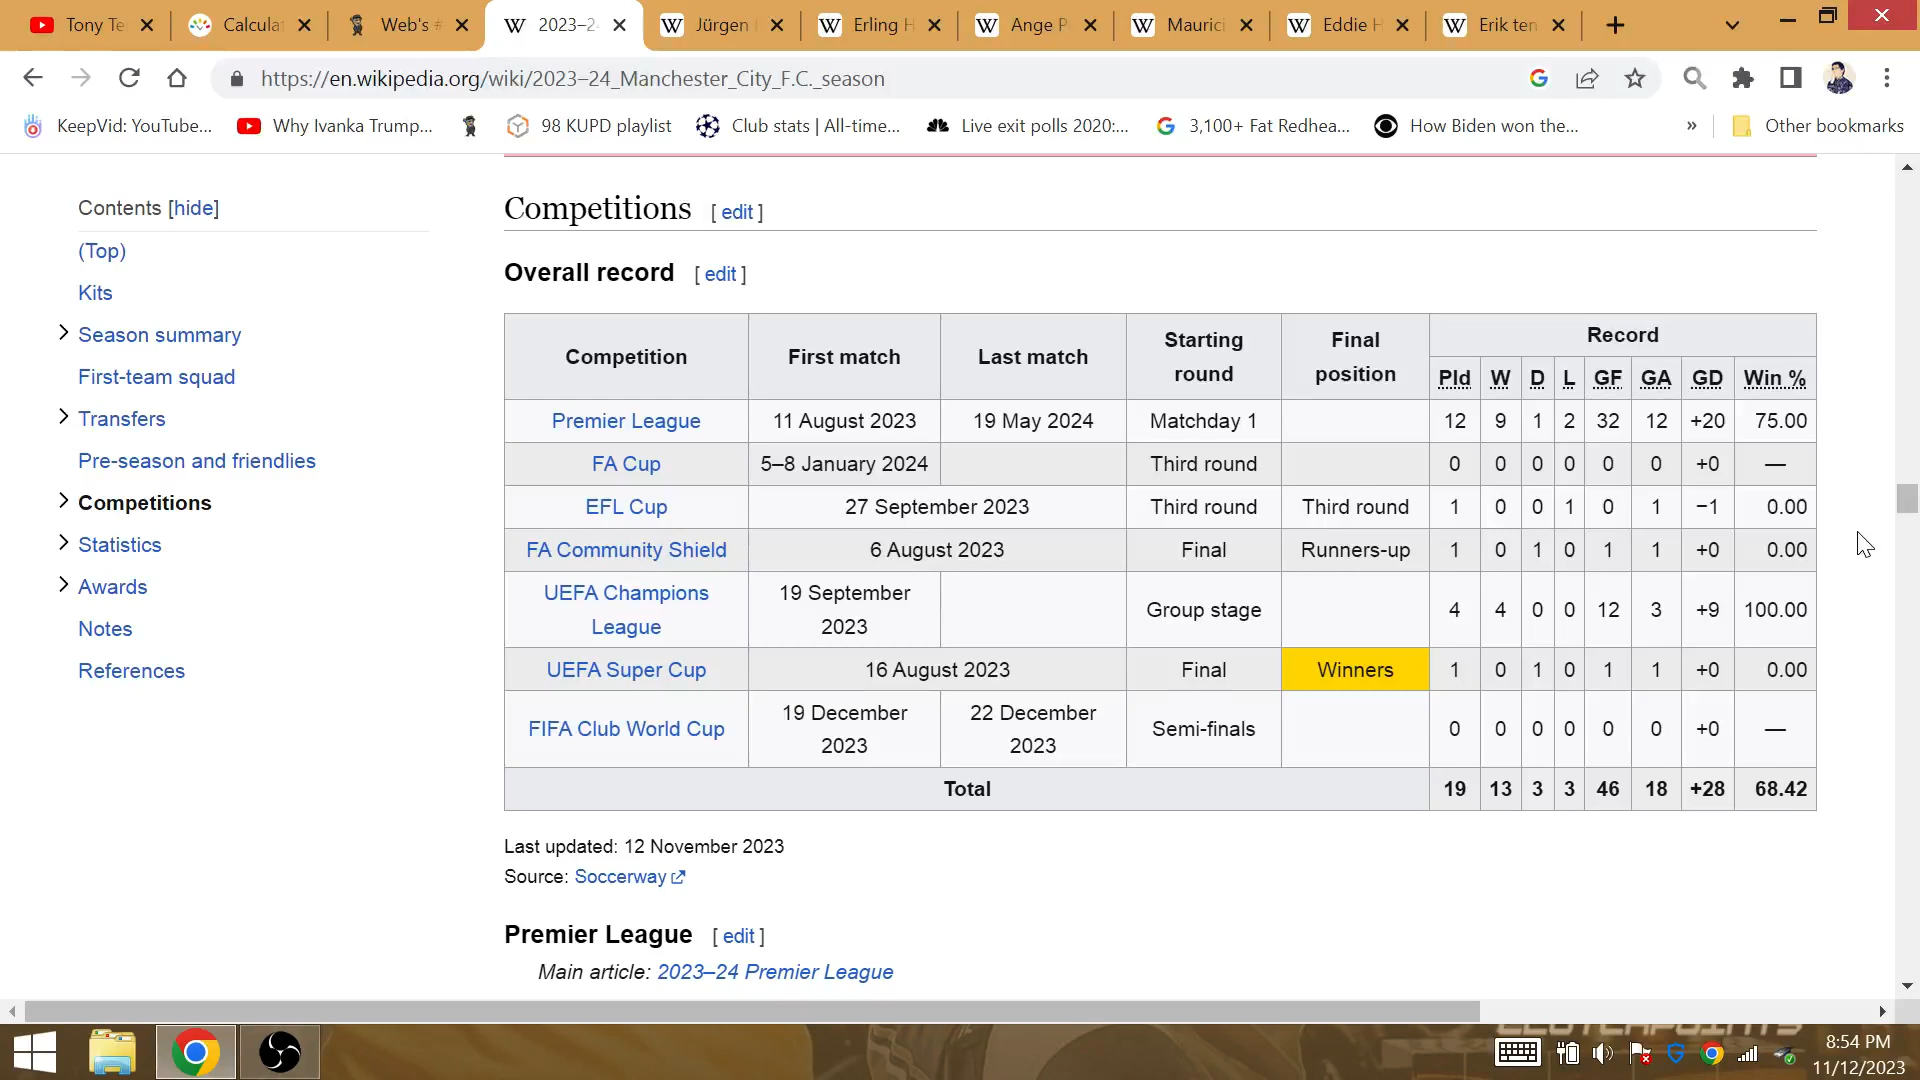 Tony Te
Calcula
Web's #
2023–2
Jürgen
Erling H
Ange P
Maurici
Eddie H
Erik ten
https://en.wikipedia.org/wiki/2023–24_Manchester_City_F.C._season
KeepVid: YouTube...
Why Ivanka Trump...
98 KUPD playlist
Club stats | All-time...
Live exit polls 2020:...
3,100+ Fat Redhea...
How Biden won the...
»
Other bookmarks
Contents [hide]
(Top)
Kits
Season summary
First-team squad
Transfers
Pre-season and friendlies
Competitions
Statistics
Awards
Notes
References
Competitions [ edit ]
Overall record [ edit ]
Competition First match Last match Starting round Final position Record
Pld W D L GF GA GD Win %
Premier League 11 August 2023 19 May 2024 Matchday 1 12 9 1 2 32 12 +20 75.00
FA Cup 5–8 January 2024 Third round 0 0 0 0 0 0 +0 —
EFL Cup 27 September 2023 Third round Third round 1 0 0 1 0 1 −1 0.00
FA Community Shield 6 August 2023 Final Runners-up 1 0 1 0 1 1 +0 0.00
UEFA Champions League 19 September 2023 Group stage 4 4 0 0 12 3 +9 100.00
UEFA Super Cup 16 August 2023 Final Winners 1 0 1 0 1 1 +0 0.00
FIFA Club World Cup 19 December 2023 22 December 2023 Semi-finals 0 0 0 0 0 0 +0 —
Total 19 13 3 3 46 18 +28 68.42
Last updated: 12 November 2023
Source: Soccerway
Premier League [ edit ]
Main article: 2023–24 Premier League
8:54 PM
11/12/2023